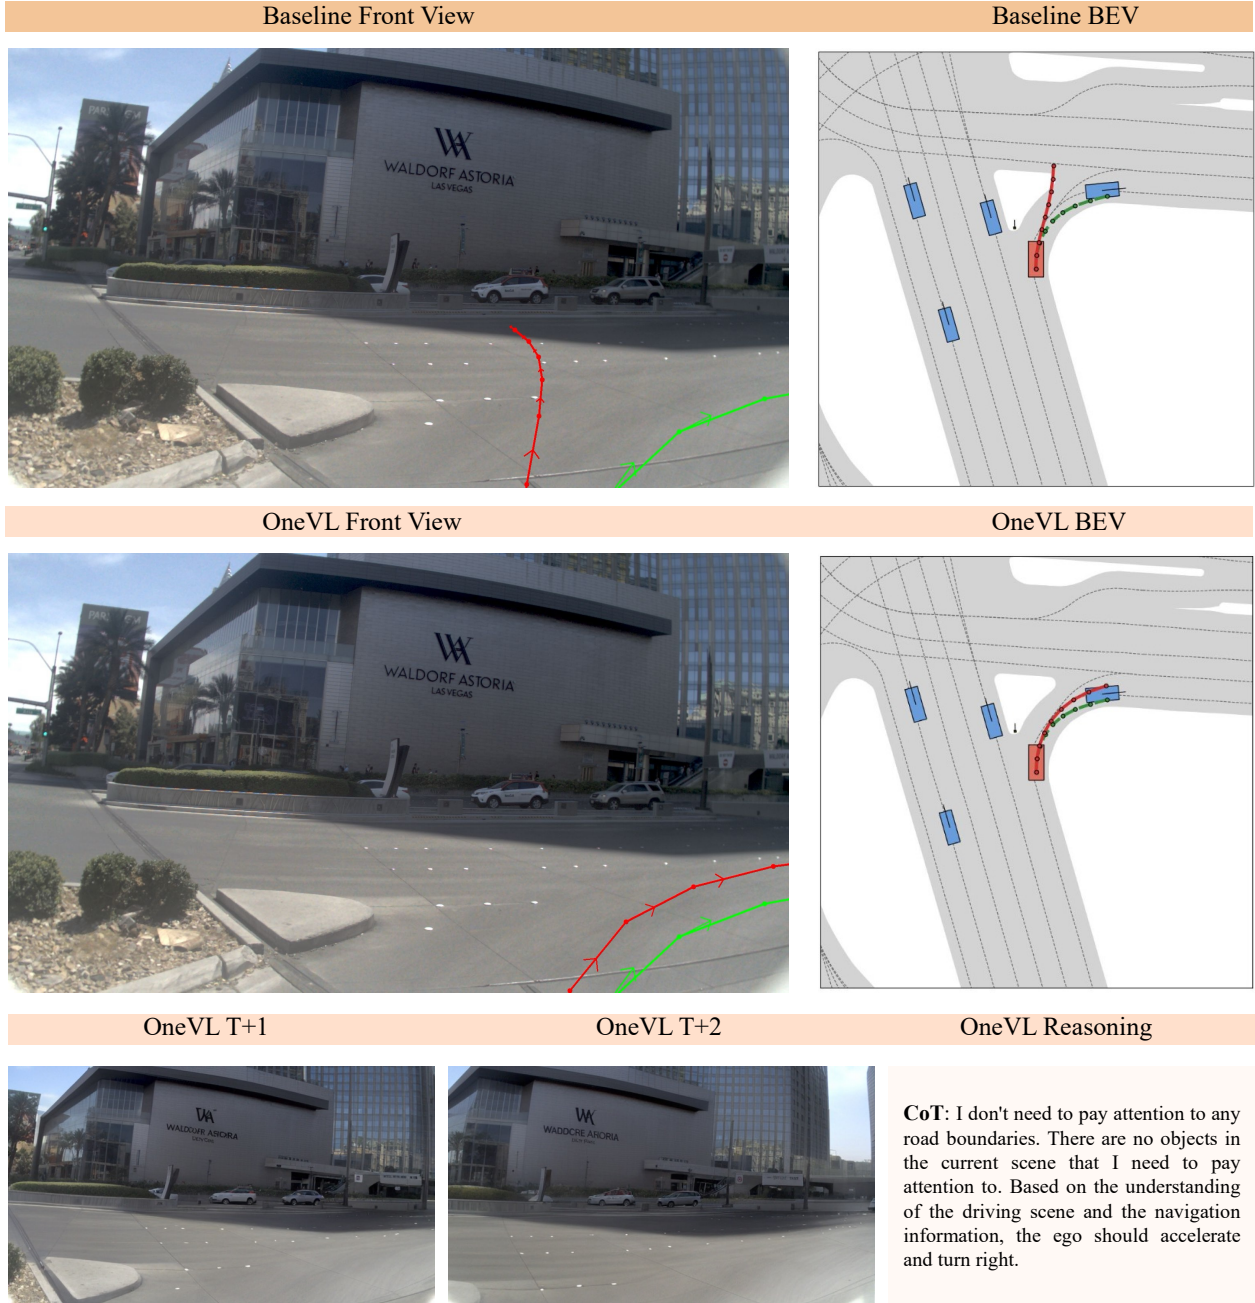 Baseline Front View
Baseline BEV
PAR
WALDORF ASTORIA
LAS VEGAS
OneVL Front View
OneVL BEV
PAR
WALDORF ASTORIA
LAS VEGAS
OneVL T+1
OneVL T+2
OneVL Reasoning
CoT: I don't need to pay attention to any
road boundaries. There are no objects in
the current scene that I need to pay
attention to. Based on the understanding
of the driving scene and the navigation
information, the ego should accelerate
and turn right.